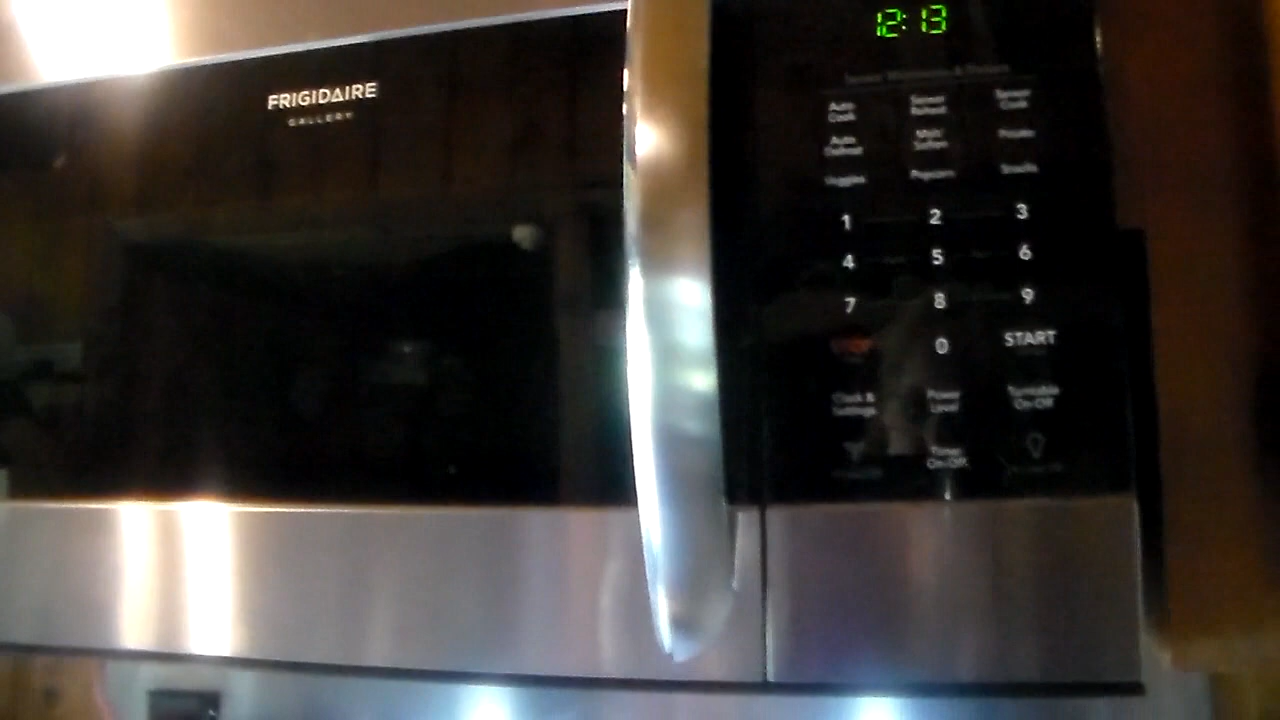 12:13
FRIGIDAIRE
GALLERY
Auto Cook
Sensor Reheat
Sensor Cook
Auto Defrost
Melt/ Soften
Potato
Veggies
Popcorn
Snacks
1 2 3
4 5 6
7 8 9
0 START
Clock & Settings
Power Level
Turntable On-Off
Timer On/Off